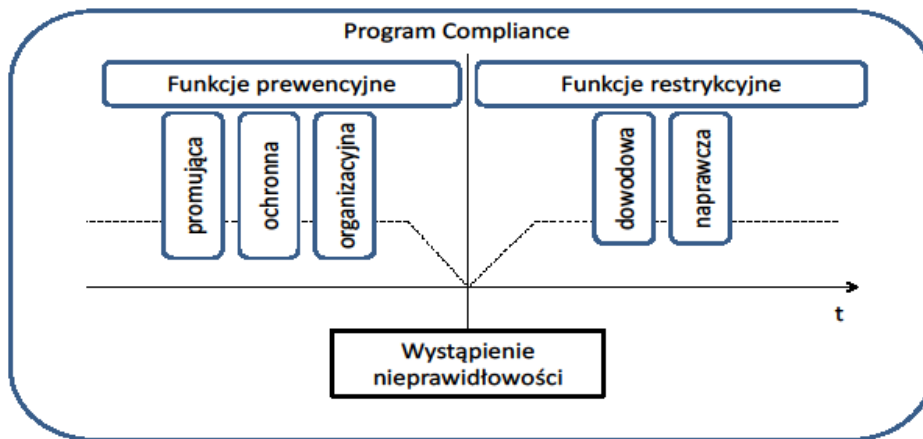 Program Compliance
Funkcje prewencyjne
Funkcje restrykcyjne
promująca
ochronna
organizacyjna
dowodowa
naprawcza
t
Wystąpienie
nieprawidłowości